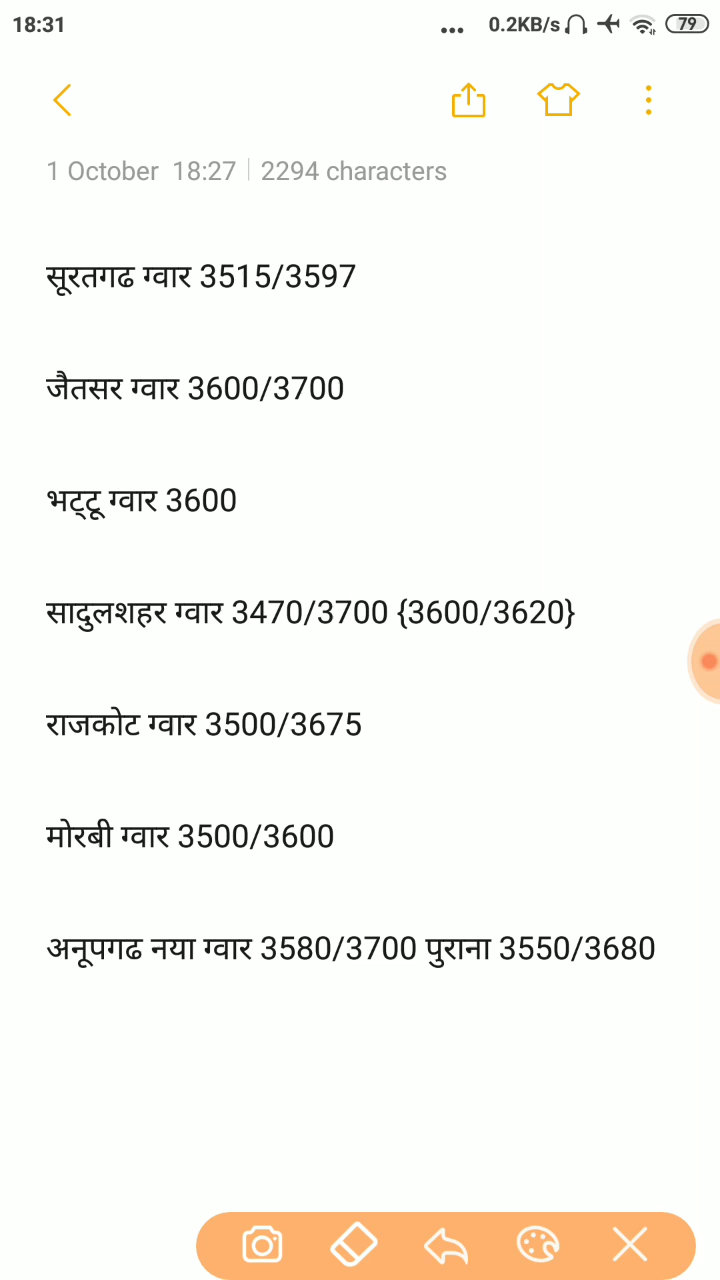 18:31 ... 0.2KB/s 79
1 October 18:27 | 2294 characters
सूरतगढ ग्वार 3515/3597
जैतसर ग्वार 3600/3700
भट्टू ग्वार 3600
सादुलशहर ग्वार 3470/3700 {3600/3620}
राजकोट ग्वार 3500/3675
मोरबी ग्वार 3500/3600
अनूपगढ नया ग्वार 3580/3700 पुराना 3550/3680